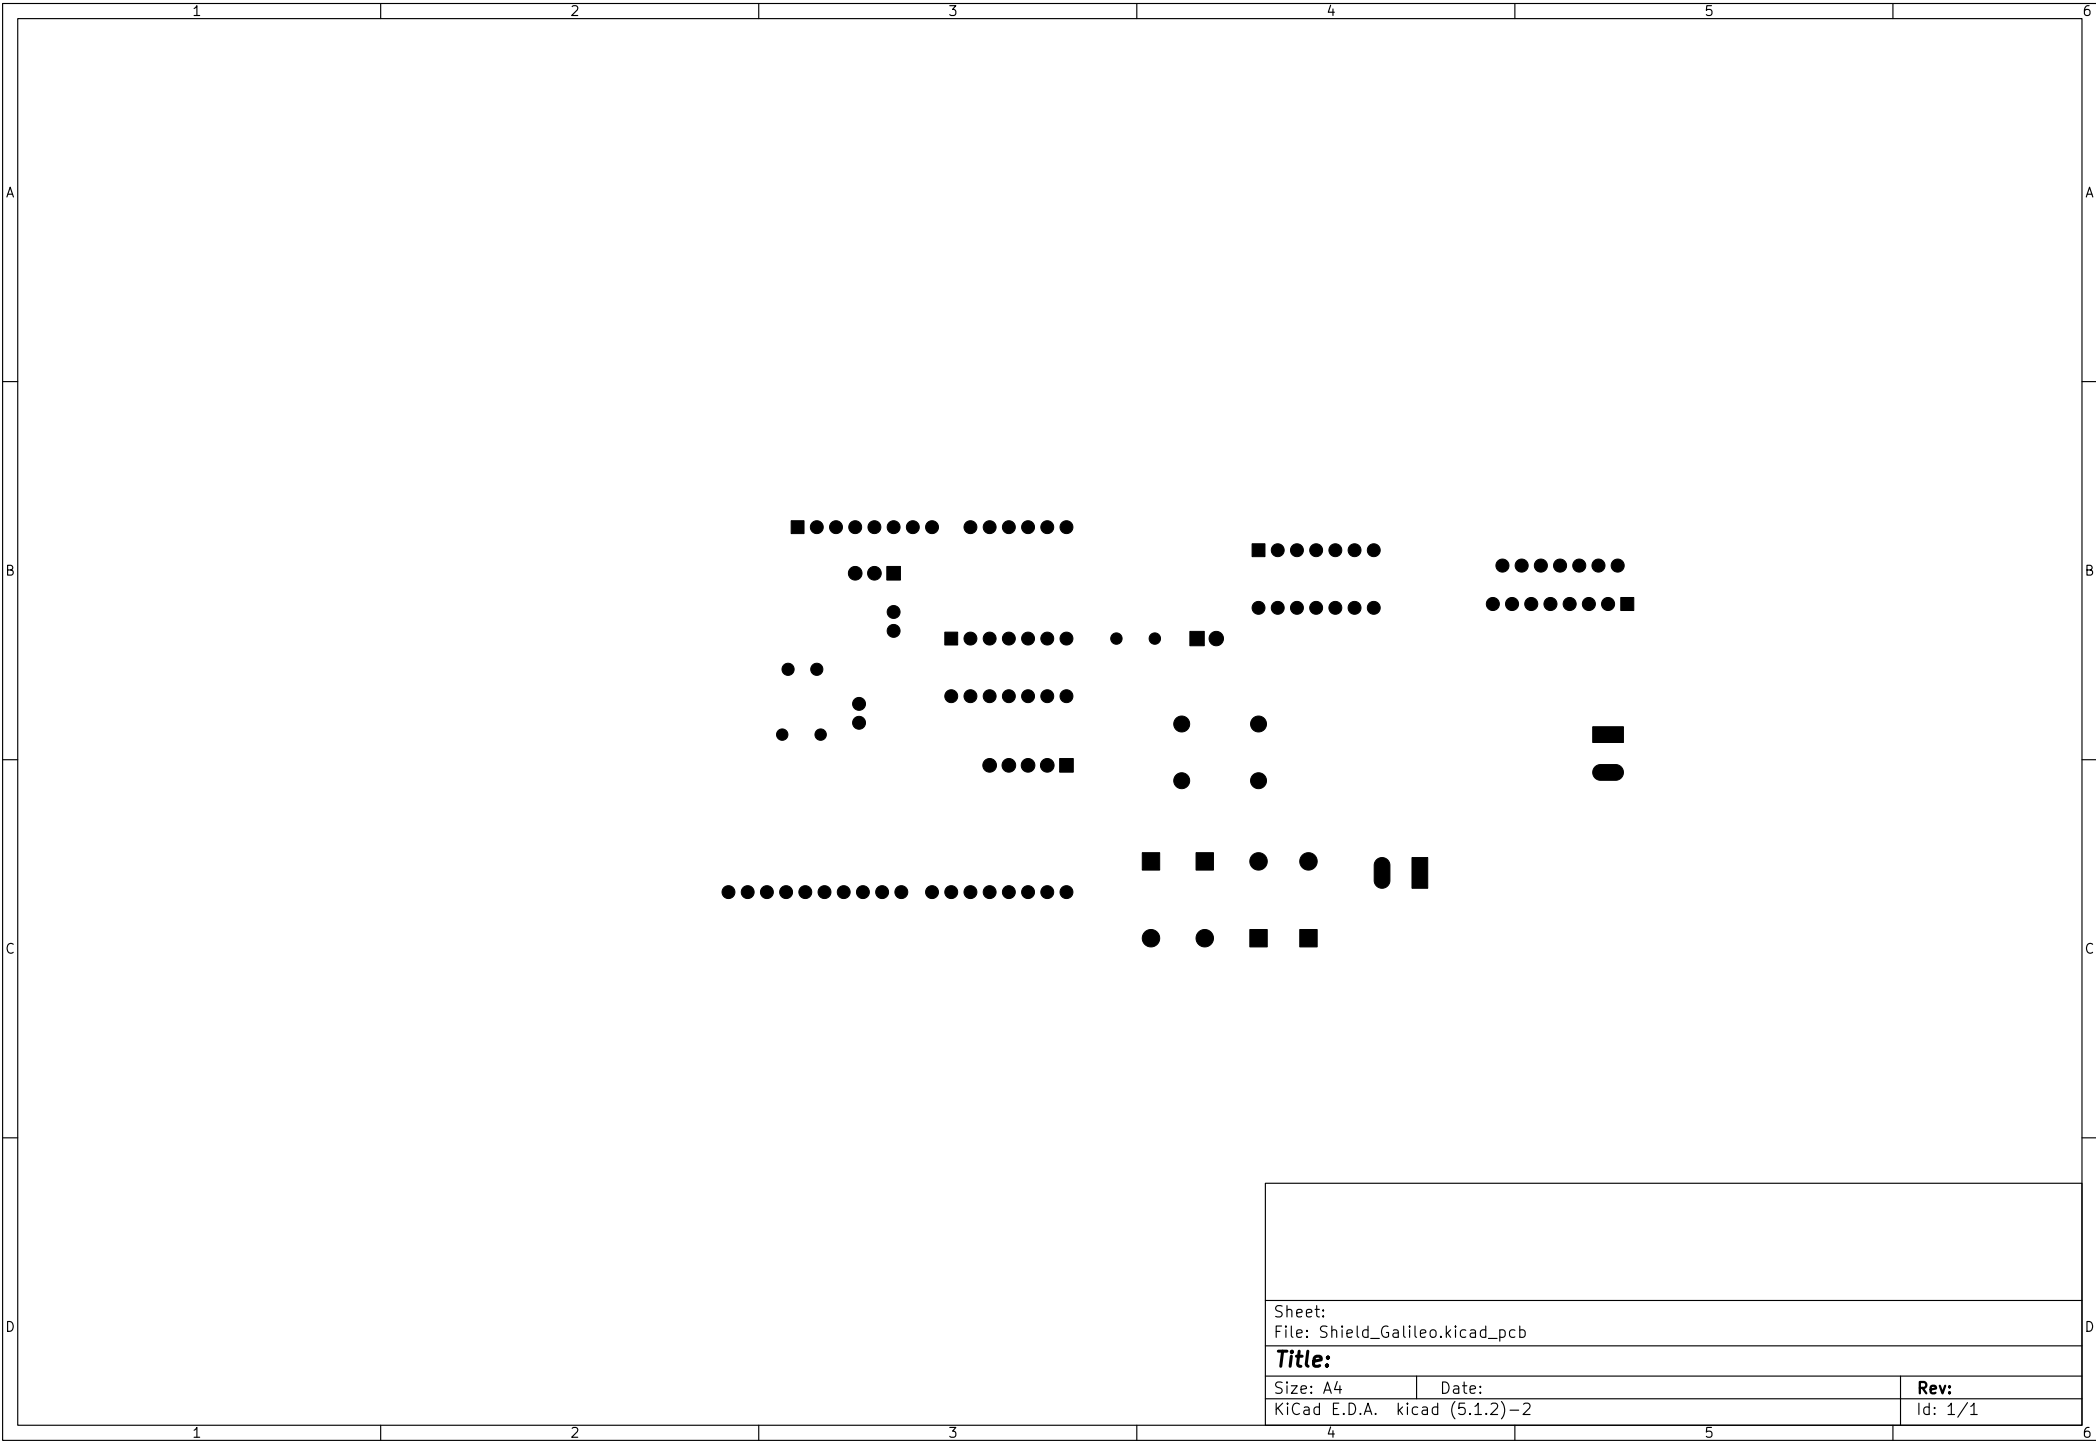 1 2 3 4 5 6
A A
B B
C C
D D
Sheet:
File: Shield_Galileo.kicad_pcb
Title:
Size: A4 Date: Rev:
KiCad E.D.A. kicad (5.1.2)-2 Id: 1/1
1 2 3 4 5 6